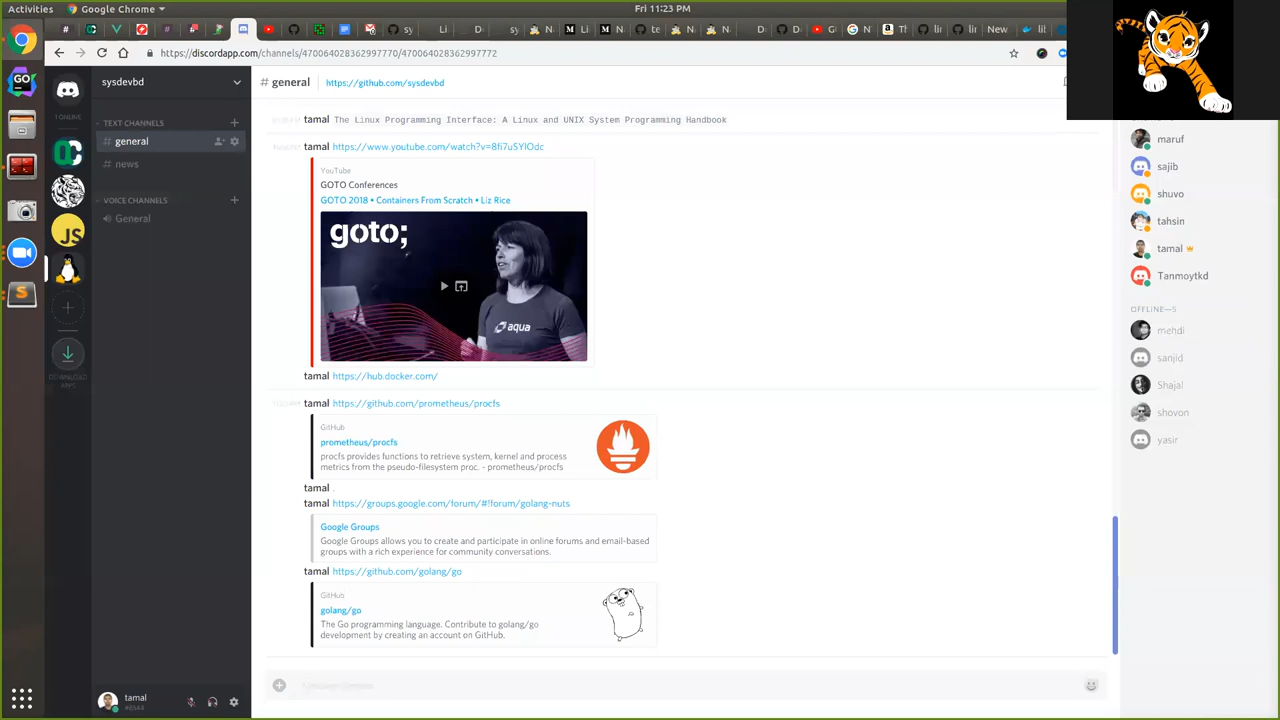 Activities
Google Chrome
Fri 11:23 PM
https://discordapp.com/channels/470064028362997770/470064028362997772
sysdevbd
# general
https://github.com/sysdevbd
1 ONLINE
TEXT CHANNELS
# general
# news
VOICE CHANNELS
General
DOWNLOAD
APPS
tamal The Linux Programming Interface: A Linux and UNIX System Programming Handbook
tamal https://www.youtube.com/watch?v=8fi7uSYlOdc
YouTube
GOTO Conferences
GOTO 2018 • Containers From Scratch • Liz Rice
goto;
aqua
tamal https://hub.docker.com/
tamal https://github.com/prometheus/procfs
GitHub
prometheus/procfs
procfs provides functions to retrieve system, kernel and process
metrics from the pseudo-filesystem proc. - prometheus/procfs
tamal .
tamal https://groups.google.com/forum/#!forum/golang-nuts
Google Groups
Google Groups allows you to create and participate in online forums and email-based
groups with a rich experience for community conversations.
tamal https://github.com/golang/go
GitHub
golang/go
The Go programming language. Contribute to golang/go
development by creating an account on GitHub.
maruf
sajib
shuvo
tahsin
tamal
Tanmoytkd
OFFLINE—5
mehdi
sanjid
Shajal
shovon
yasir
tamal
#6544